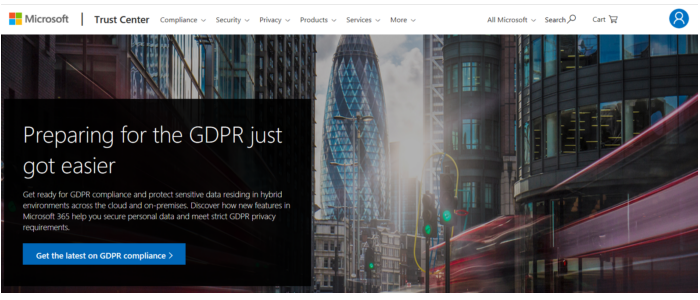 Microsoft Trust Center Compliance Security Privacy Products Services More All Microsoft Search Cart
Preparing for the GDPR just
got easier
Get ready for GDPR compliance and protect sensitive data residing in hybrid
environments across the cloud and on-premises. Discover how new features in
Microsoft 365 help you secure personal data and meet strict GDPR privacy
requirements.
Get the latest on GDPR compliance >